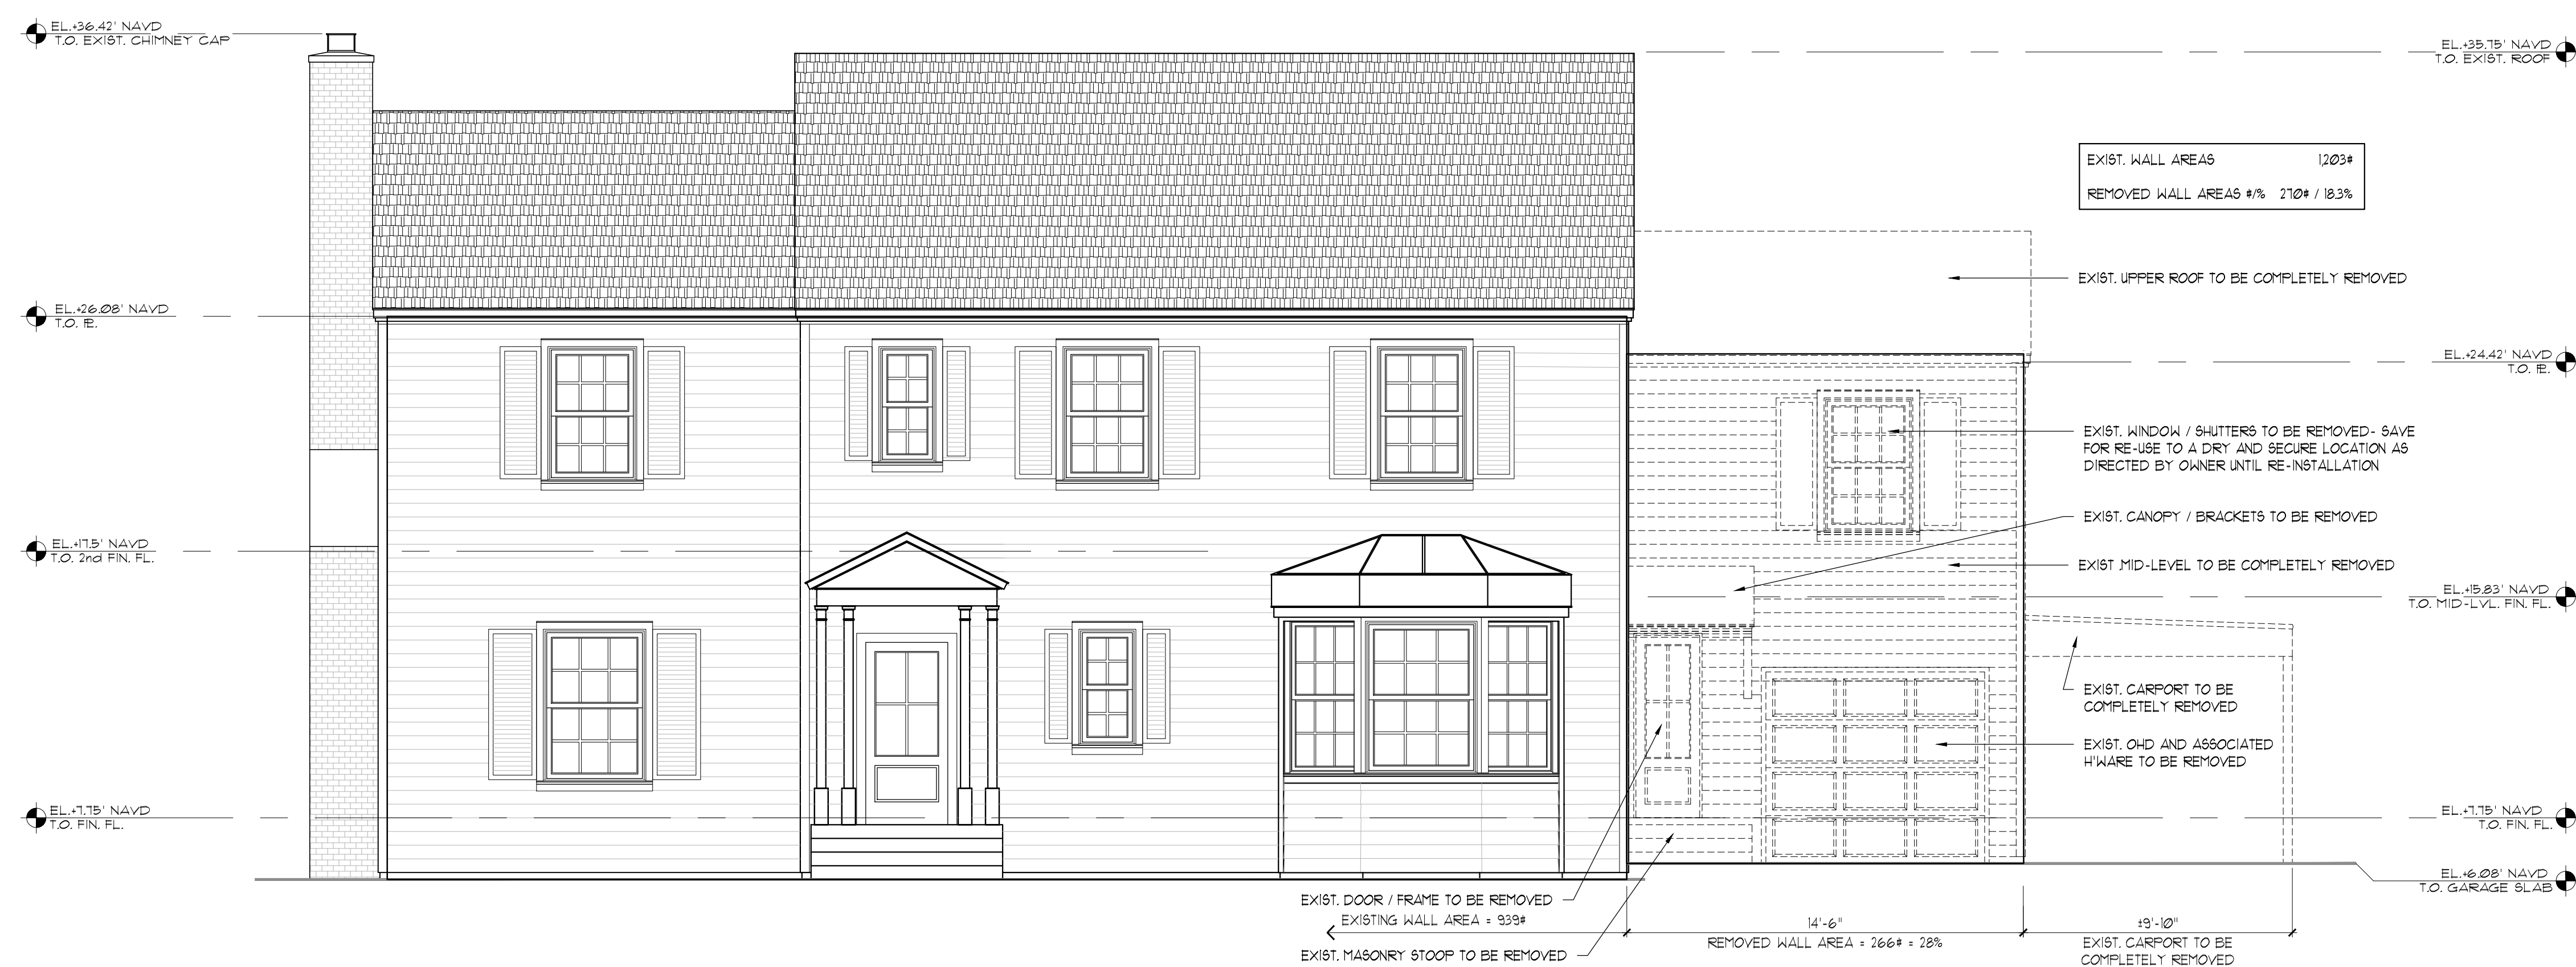 EL.+36.42' NAVD
T.O. EXIST. CHIMNEY CAP
EL.+35.75' NAVD
T.O. EXIST. ROOF
EXIST. WALL AREAS 1,203#
REMOVED WALL AREAS #/% 270# / 18.3%
EXIST. UPPER ROOF TO BE COMPLETELY REMOVED
EL.+26.08' NAVD
T.O. PL.
EL.+24.42' NAVD
T.O. PL.
EXIST. WINDOW / SHUTTERS TO BE REMOVED- SAVE
FOR RE-USE TO A DRY AND SECURE LOCATION AS
DIRECTED BY OWNER UNTIL RE-INSTALLATION
EXIST. CANOPY / BRACKETS TO BE REMOVED
EL.+17.5' NAVD
T.O. 2nd FIN. FL.
EXIST .MID-LEVEL TO BE COMPLETELY REMOVED
EL.+15.83' NAVD
T.O. MID-LVL. FIN. FL.
EXIST. CARPORT TO BE
COMPLETELY REMOVED
EXIST. OHD AND ASSOCIATED
H'WARE TO BE REMOVED
EL.+7.75' NAVD
T.O. FIN. FL.
EL.+7.75' NAVD
T.O. FIN. FL.
EL.+6.08' NAVD
T.O. GARAGE SLAB
EXIST. DOOR / FRAME TO BE REMOVED
EXISTING WALL AREA = 939#
EXIST. MASONRY STOOP TO BE REMOVED
14'-6"
REMOVED WALL AREA = 266# = 28%
±9'-10"
EXIST. CARPORT TO BE
COMPLETELY REMOVED